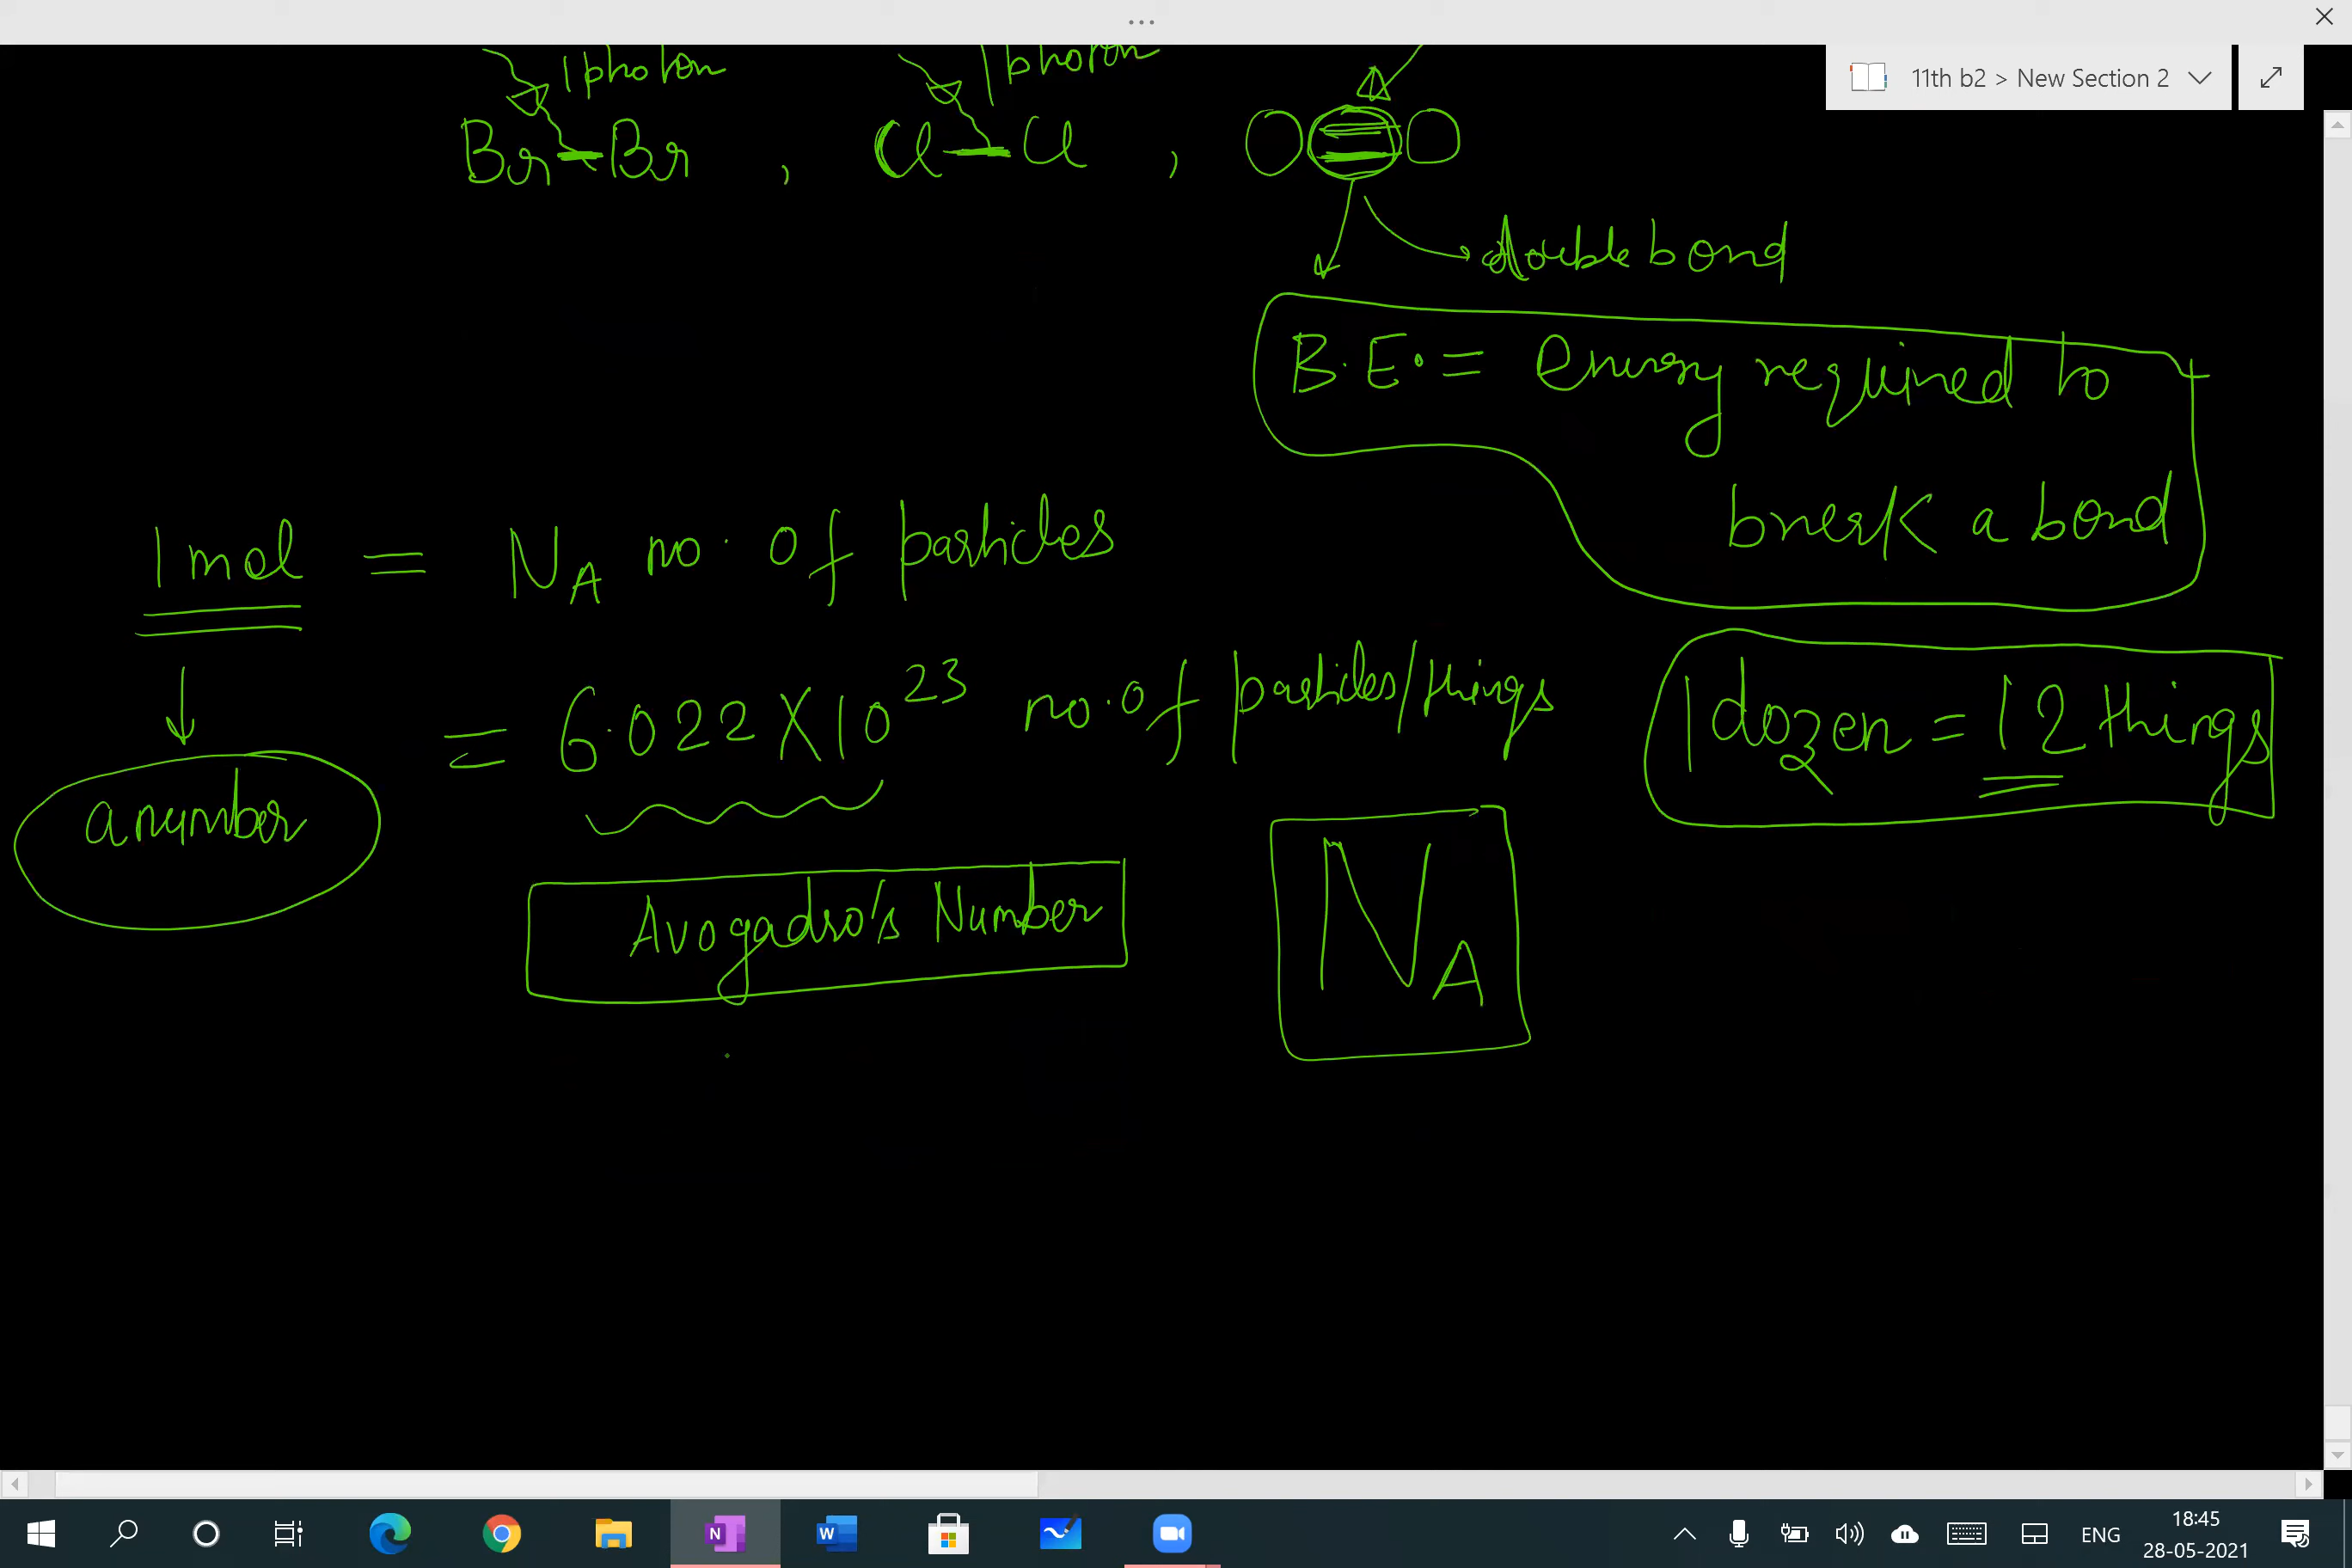 ...
11th b2 > New Section 2
1 photon
1 photon
Br-Br , Cl-Cl , O=O
double bond
B.E. = energy required to
break a bond
1 mol = NA no. of particles
= 6.022 X 10^23 no. of particles/things
1 dozen = 12 things
a number
Avogadro's Number
NA
N
W
ENG
18:45
28-05-2021